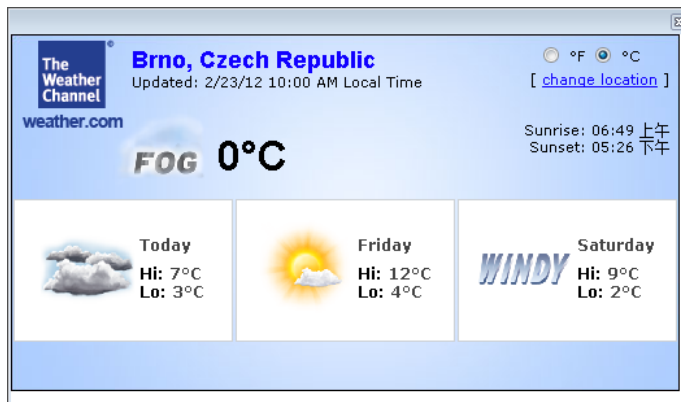 The
Weather
Channel
®
weather.com
Brno, Czech Republic
Updated: 2/23/12 10:00 AM Local Time
°F °C
[ change location ]
FOG 0°C
Sunrise: 06:49 上午
Sunset: 05:26 下午
Today
Hi: 7°C
Lo: 3°C
Friday
Hi: 12°C
Lo: 4°C
WINDY
Saturday
Hi: 9°C
Lo: 2°C